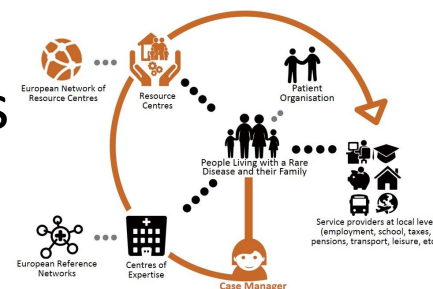 European Network of
Resource Centres
Resource
Centres
Patient
Organisation
People Living with a Rare
Disease and their Family
Service providers at local leve
(employment, school, taxes,
pensions, transport, leisure, etc
European Reference
Networks
Centres of
Expertise
Case Manager